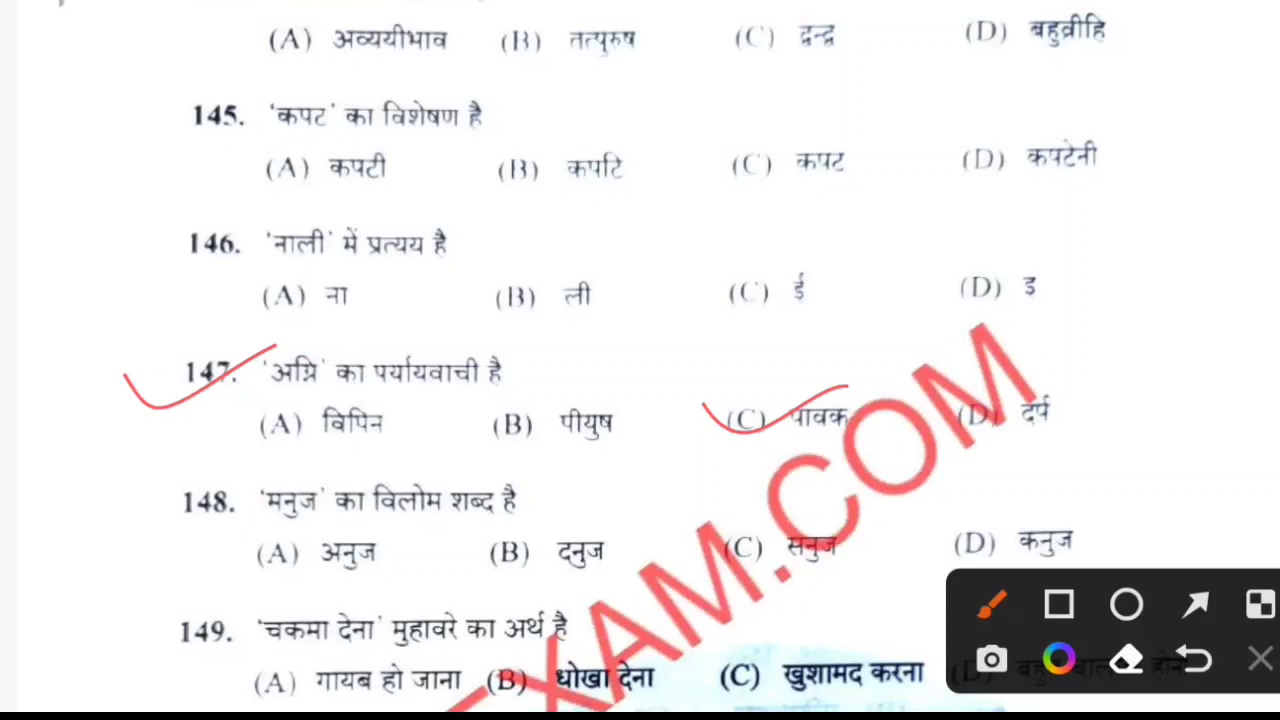 (A) अव्ययीभाव (B) तत्पुरुष (C) द्वन्द्व (D) बहुव्रीहि
145. 'कपट' का विशेषण है
(A) कपटी (B) कपटि (C) कपट (D) कपटेनी
146. 'नाली' में प्रत्यय है
(A) ना (B) ली (C) ई (D) इ
147. 'अग्नि' का पर्यायवाची है
(A) विपिन (B) पीयुष (C) पावक (D) दर्प
148. 'मनुज' का विलोम शब्द है
(A) अनुज (B) दनुज (C) सनुज (D) कनुज
149. 'चकमा देना' मुहावरे का अर्थ है
(A) गायब हो जाना (B) धोखा देना (C) खुशामद करना (D)
EXAM.COM